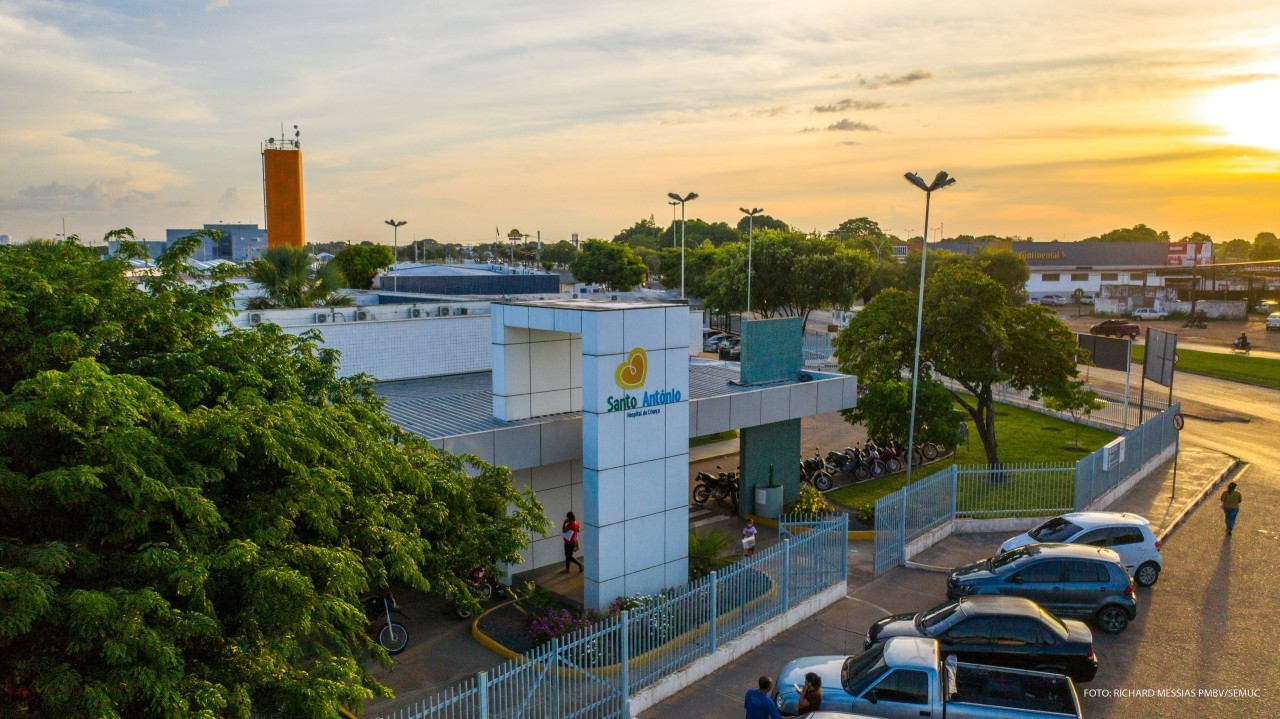 Continental
Santo Antônio
Hospital da Criança
FOTO: RICHARD MESSIAS PMBV/SEMUC